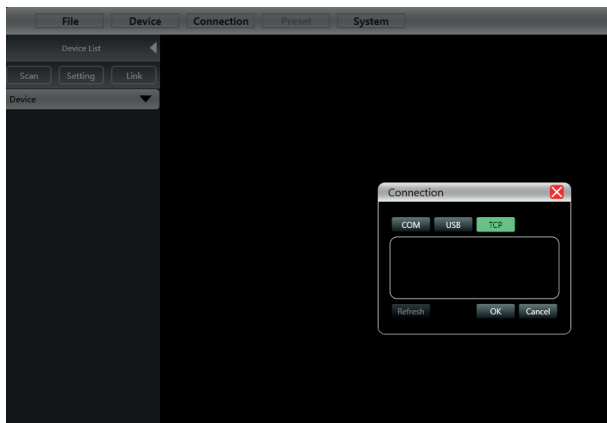 File Device Connection Preset System
Device List
Scan Setting Link
Device
Connection
COM USB TCP
Refresh OK Cancel